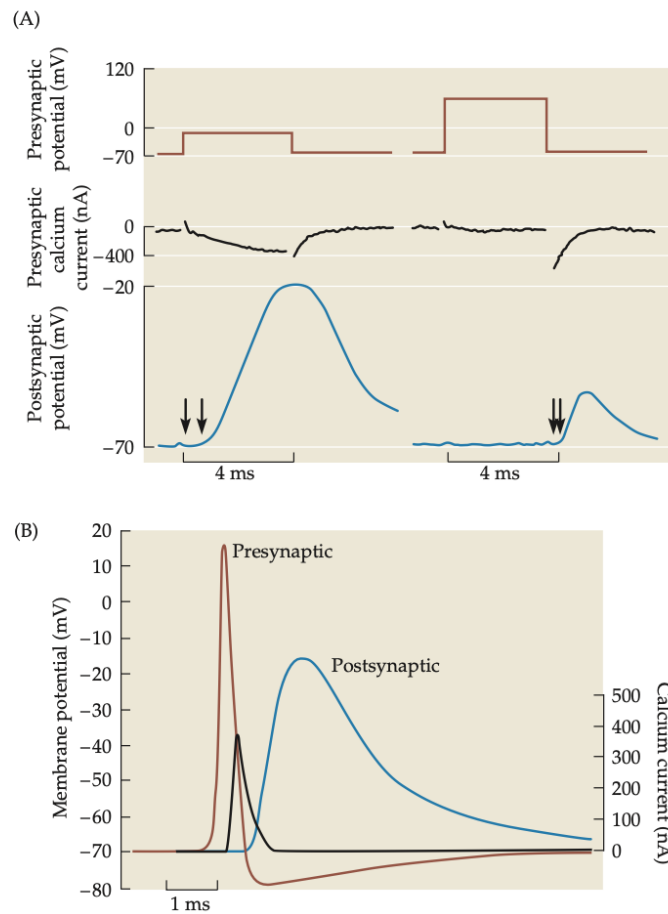 (A)
Presynaptic
potential (mV)
120
0
−70
Presynaptic
calcium
current (nA)
0
−400
Postsynaptic
potential (mV)
−20
−70
4 ms
4 ms
(B)
Membrane potential (mV)
20
10
0
−10
−20
−30
−40
−50
−60
−70
−80
Presynaptic
Postsynaptic
1 ms
500
400
300
200
100
0
Calcium current (nA)